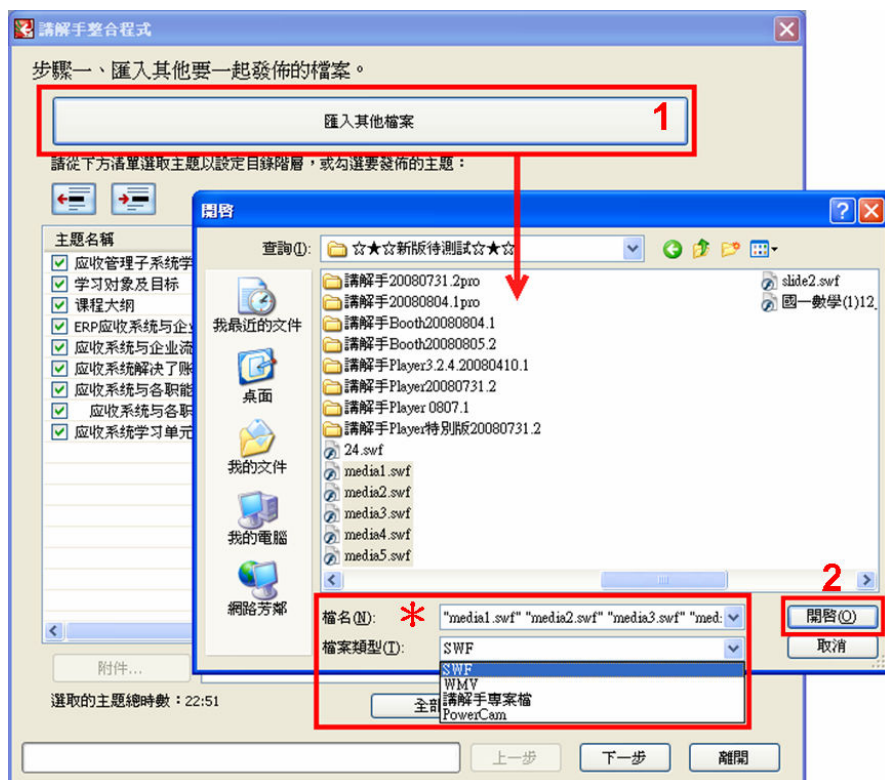 講解手整合程式
步驟一、匯入其他要一起發佈的檔案。
匯入其他檔案
1
請從下方清單選取主題以設定目錄階層，或勾選要發佈的主題：
開啓
主題名稱
应收管理子系统学
学习对象及目标
课程大纲
ERP应收系统与企业
应收系统与企业流
应收系统解决了账
应收系统与各职能
应收系统与各职
应收系统学习单元
查詢(I):
☆★☆新版待測試☆★☆
我最近的文件
桌面
我的文件
我的電腦
網路芳鄰
講解手20080731.2pro
講解手20080804.1pro
講解手Booth20080804.1
講解手Booth20080805.2
講解手Player3.2.4.20080410.1
講解手Player20080731.2
講解手Player 0807.1
講解手Player特別版20080731.2
24.swf
media1.swf
media2.swf
media3.swf
media4.swf
media5.swf
slide2.swf
國一數學(1)12_
2
檔名(N):
*
"media1.swf" "media2.swf" "media3.swf" "med:
開啓(O)
檔案類型(T):
SWF
取消
SWF
WMV
講解手專案檔
PowerCam
附件...
選取的主題總時數：22:51
全部
上一步
下一步
離開